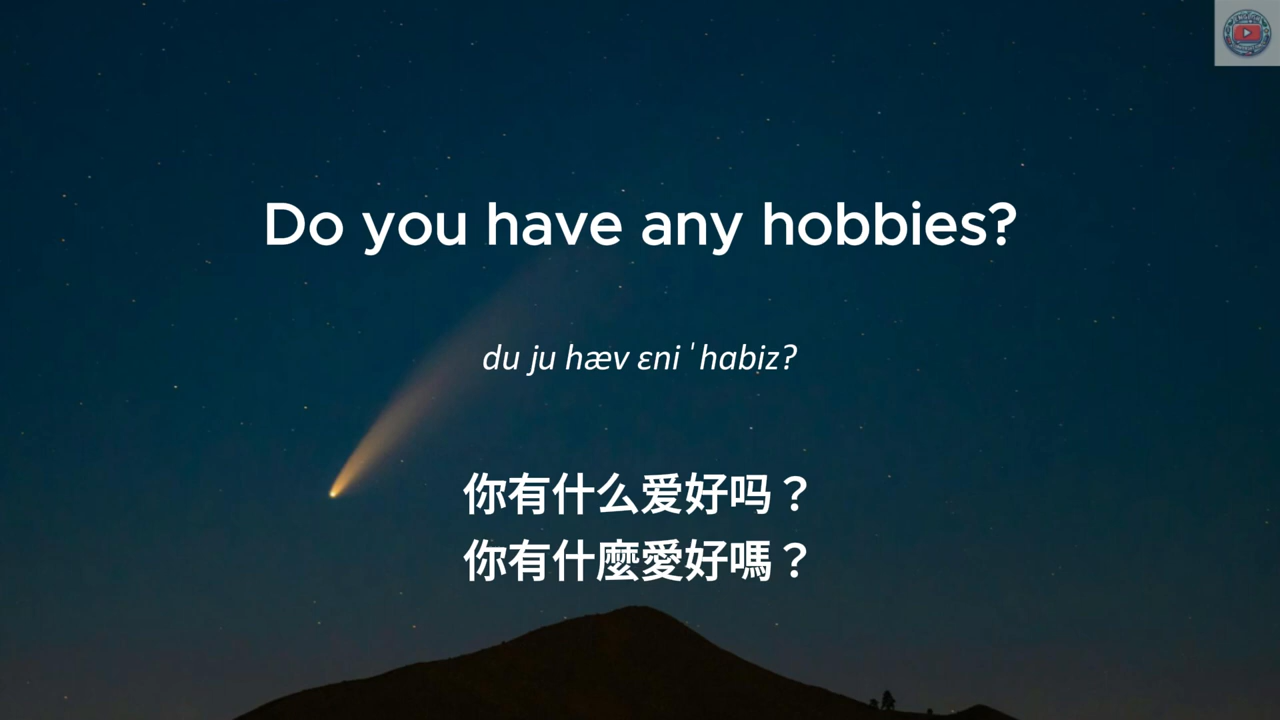 Do you have any hobbies?
du ju hæv ɛni ˈhabiz?
你有什么爱好吗？
你有什麼愛好嗎？